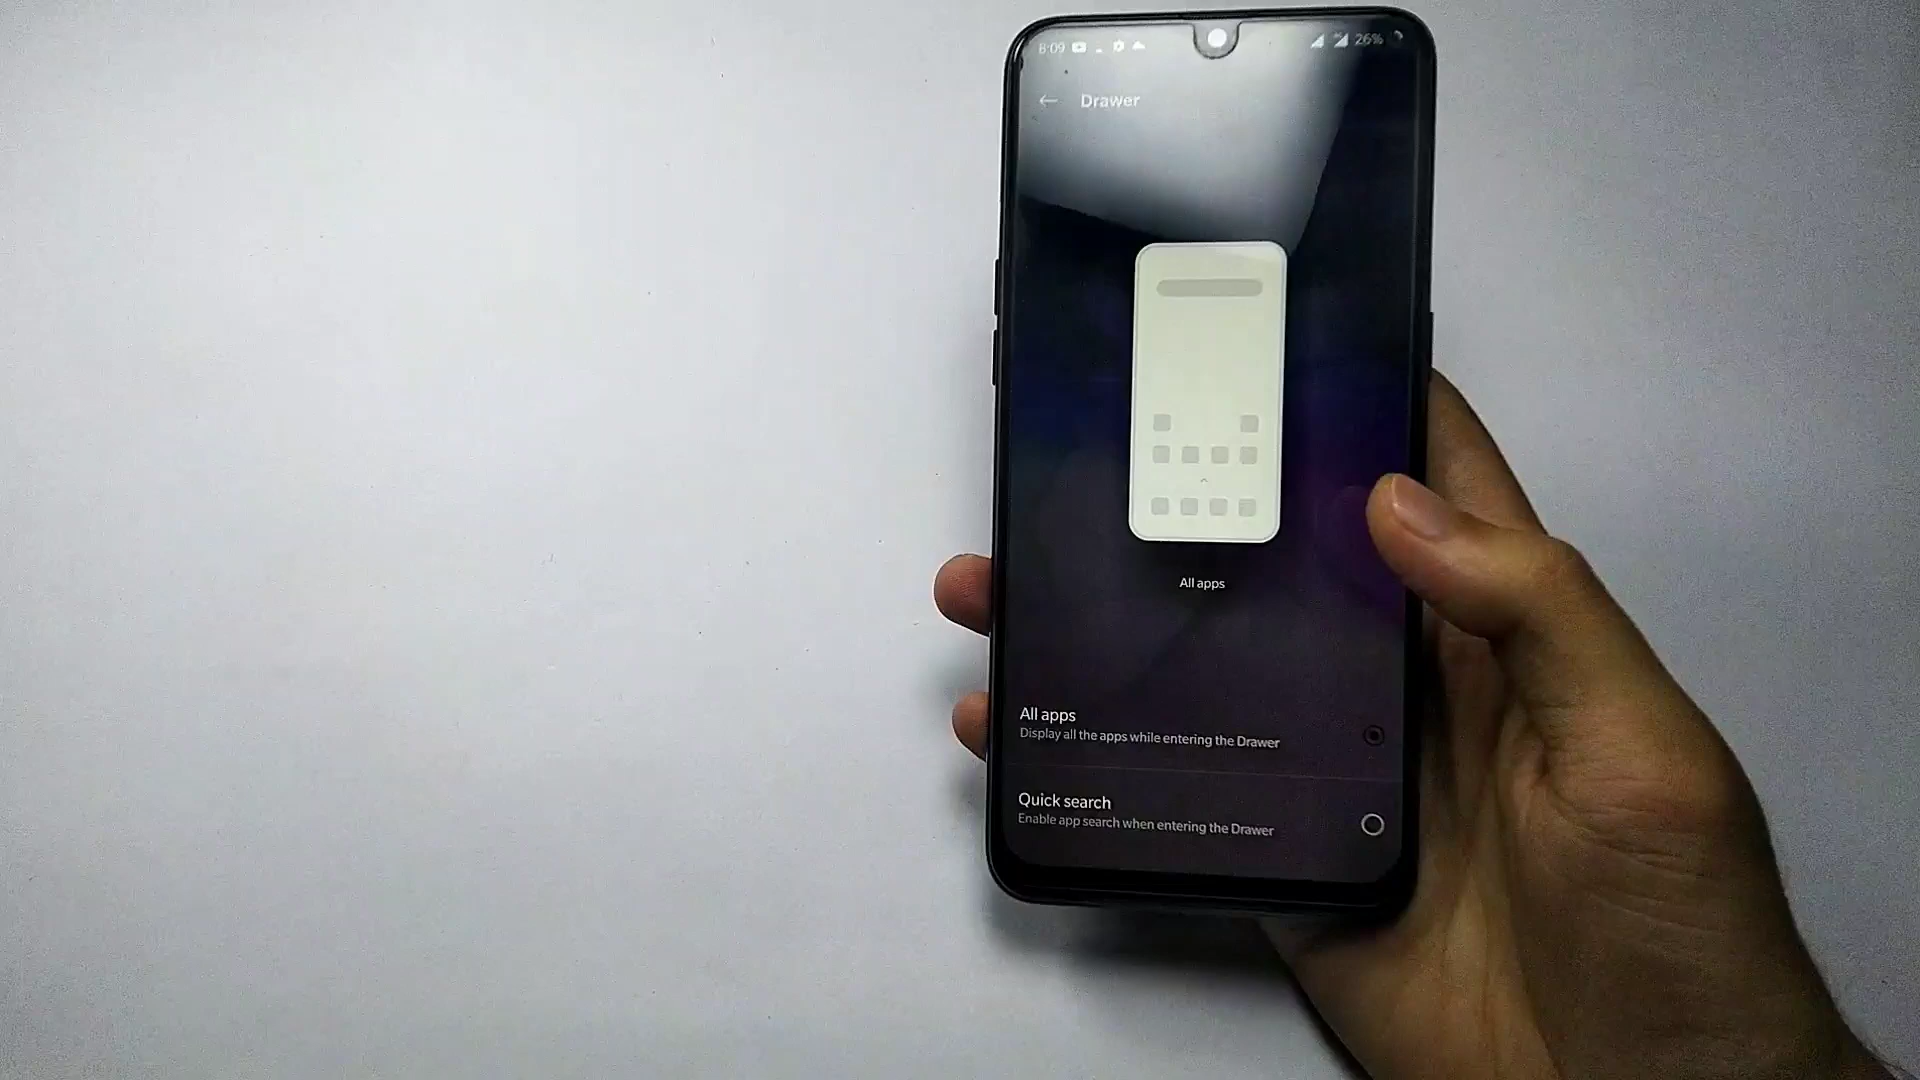 8:09 26%
Drawer
All apps
All apps
Display all the apps while entering the Drawer
Quick search
Enable app search when entering the Drawer